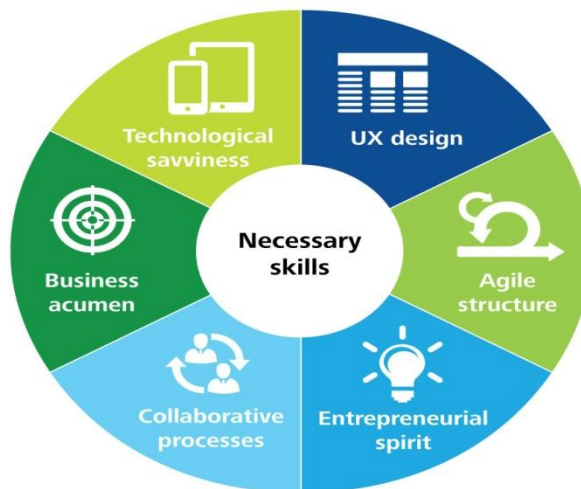 Technological
savviness
UX design
Necessary
skills
Business
acumen
Agile
structure
Collaborative
processes
Entrepreneurial
spirit